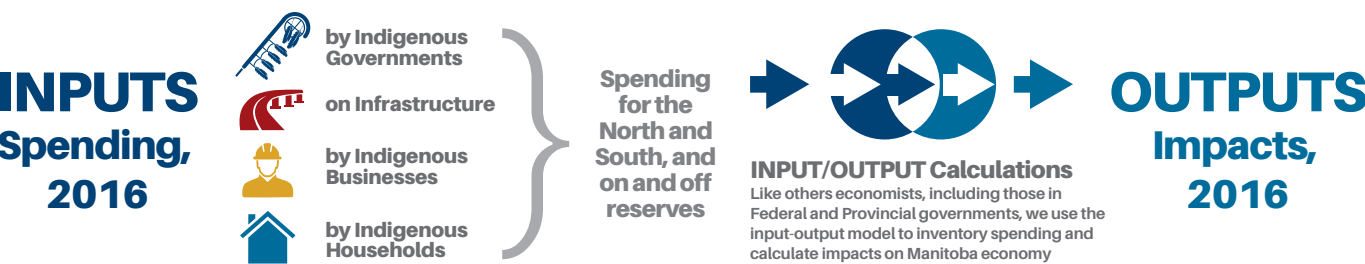 INPUTS
Spending,
2016
by Indigenous
Governments
on Infrastructure
by Indigenous
Businesses
by Indigenous
Households
Spending
for the
North and
South, and
on and off
reserves
INPUT/OUTPUT Calculations
Like others economists, including those in
Federal and Provincial governments, we use the
input-output model to inventory spending and
calculate impacts on Manitoba economy
OUTPUTS
Impacts,
2016